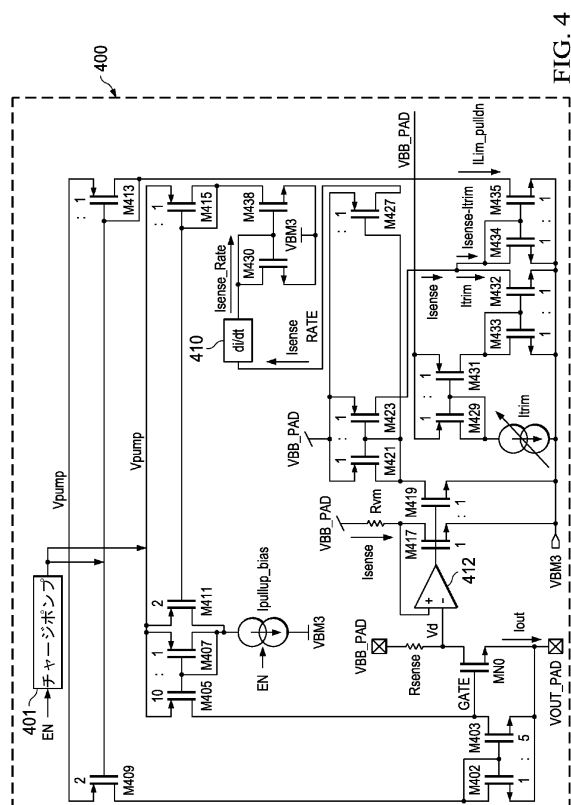 400
FIG. 4
401
チャージポンプ
EN
Vpump
Vpump
2
M409
: 1
M413
10 : 1
M405
M407
2
M411
: 1
M415
Ipullup_bias
EN
VBM3
Isense_Rate
M430
M438
VBM3
di/dt
410
Isense
RATE
VBB_PAD
1 : 1
M421
M423
: 1
M427
VBB_PAD
Isense
Rvm
M417
M419
1 : 1
412
+
-
Vd
VBB_PAD
Rsense
GATE
MN0
Iout
VOUT_PAD
M402
M403
1 : 5
VBB_PAD
1 : 1
M429
M431
Itrim
Isense
Itrim
M433
M432
1 : 1
Isense-Itrim
M434
M435
1 : 1
ILim_pulldn
VBM3